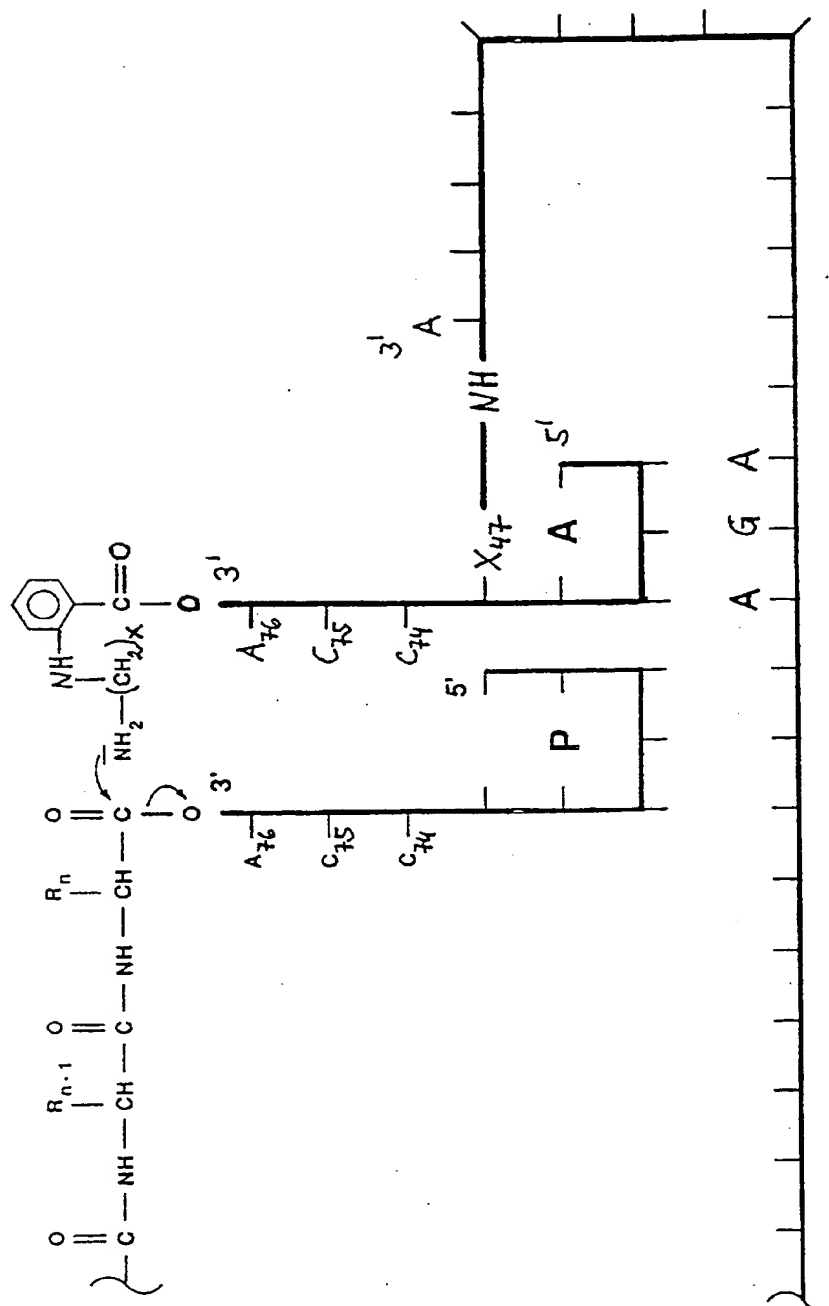 O R n-1 O R n O NH
C — NH — CH — C — NH — CH — C NH2—(CH2)X C=O
O O
3' 3'
A76 A76
C75 C75
C74 C74 3' A
5' X47 — NH
P A 5'
A G A